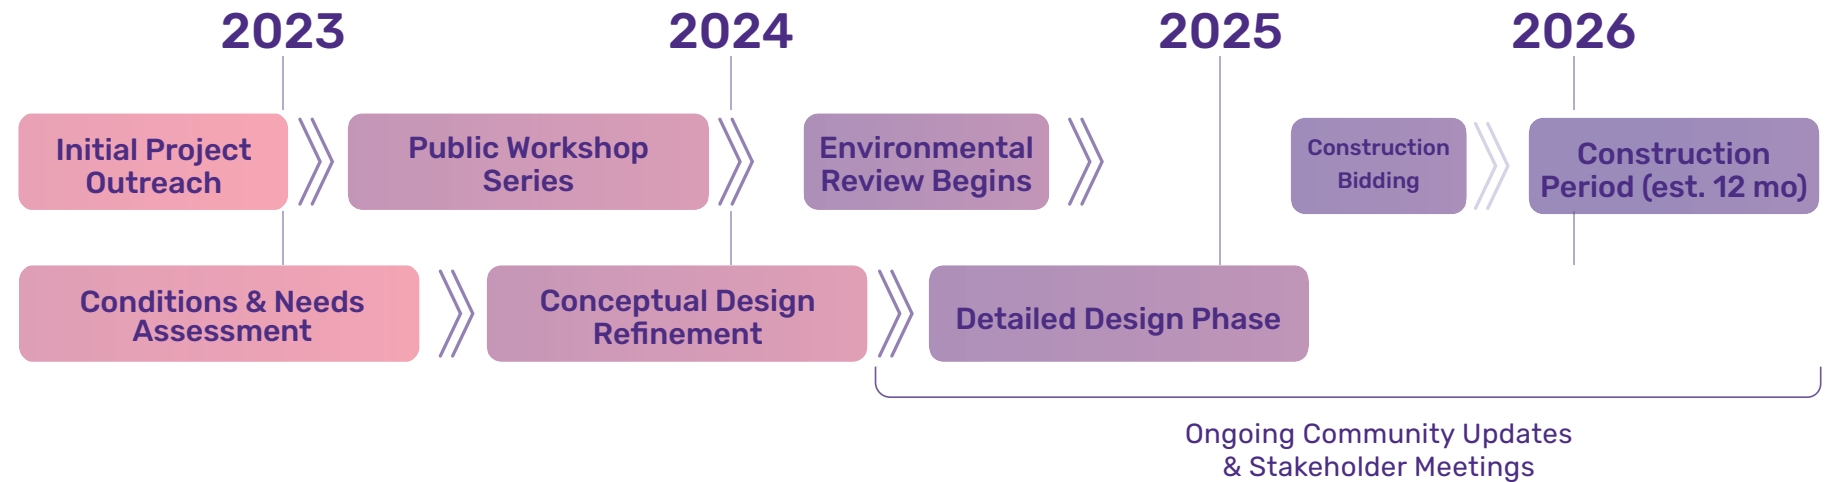 2023
2024
2025
2026
Initial Project
Outreach
Public Workshop
Series
Environmental
Review Begins
Construction
Bidding
Construction
Period (est. 12 mo)
Conditions & Needs
Assessment
Conceptual Design
Refinement
Detailed Design Phase
Ongoing Community Updates
& Stakeholder Meetings